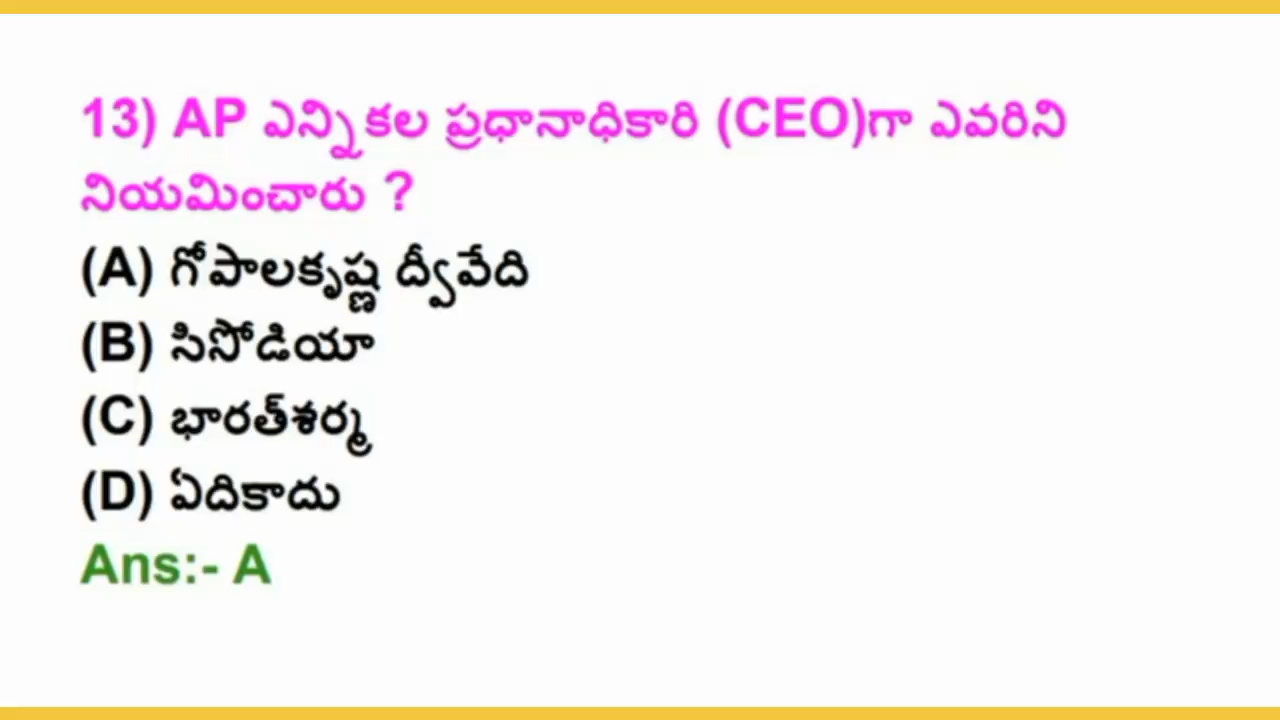 13) AP ఎన్నికల ప్రధానాధికారి (CEO)గా ఎవరిని
నియమించారు ?
(A) గోపాలకృష్ణ ద్వీవేది
(B) సిసోడియా
(C) భారత్‌శర్మ
(D) ఏదికాదు
Ans:- A